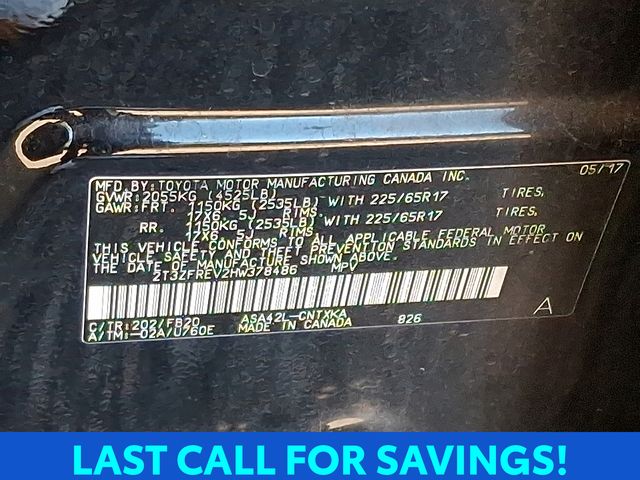 MFD.BY:TOYOTA MOTOR MANUFACTURING CANADA INC. 05/17
GVWR:2055KG (4525LB)
GAWR:FRT. 1150KG (2535LB) WITH 225/65R17 TIRES,
17X6.5J RIMS.
RR. 1150KG (2535LB) WITH 225/65R17 TIRES,
17X6.5J RIMS.
THIS VEHICLE CONFORMS TO ALL APPLICABLE FEDERAL MOTOR
VEHICLE SAFETY AND THEFT PREVENTION STANDARDS IN EFFECT ON
THE DATE OF MANUFACTURE SHOWN ABOVE.
2T3ZFREV2HW378486 MPV
C/TR:202/FB20 ASA42L-CNTXKA A
A/TM:-02A/U760E MADE IN CANADA 826
LAST CALL FOR SAVINGS!